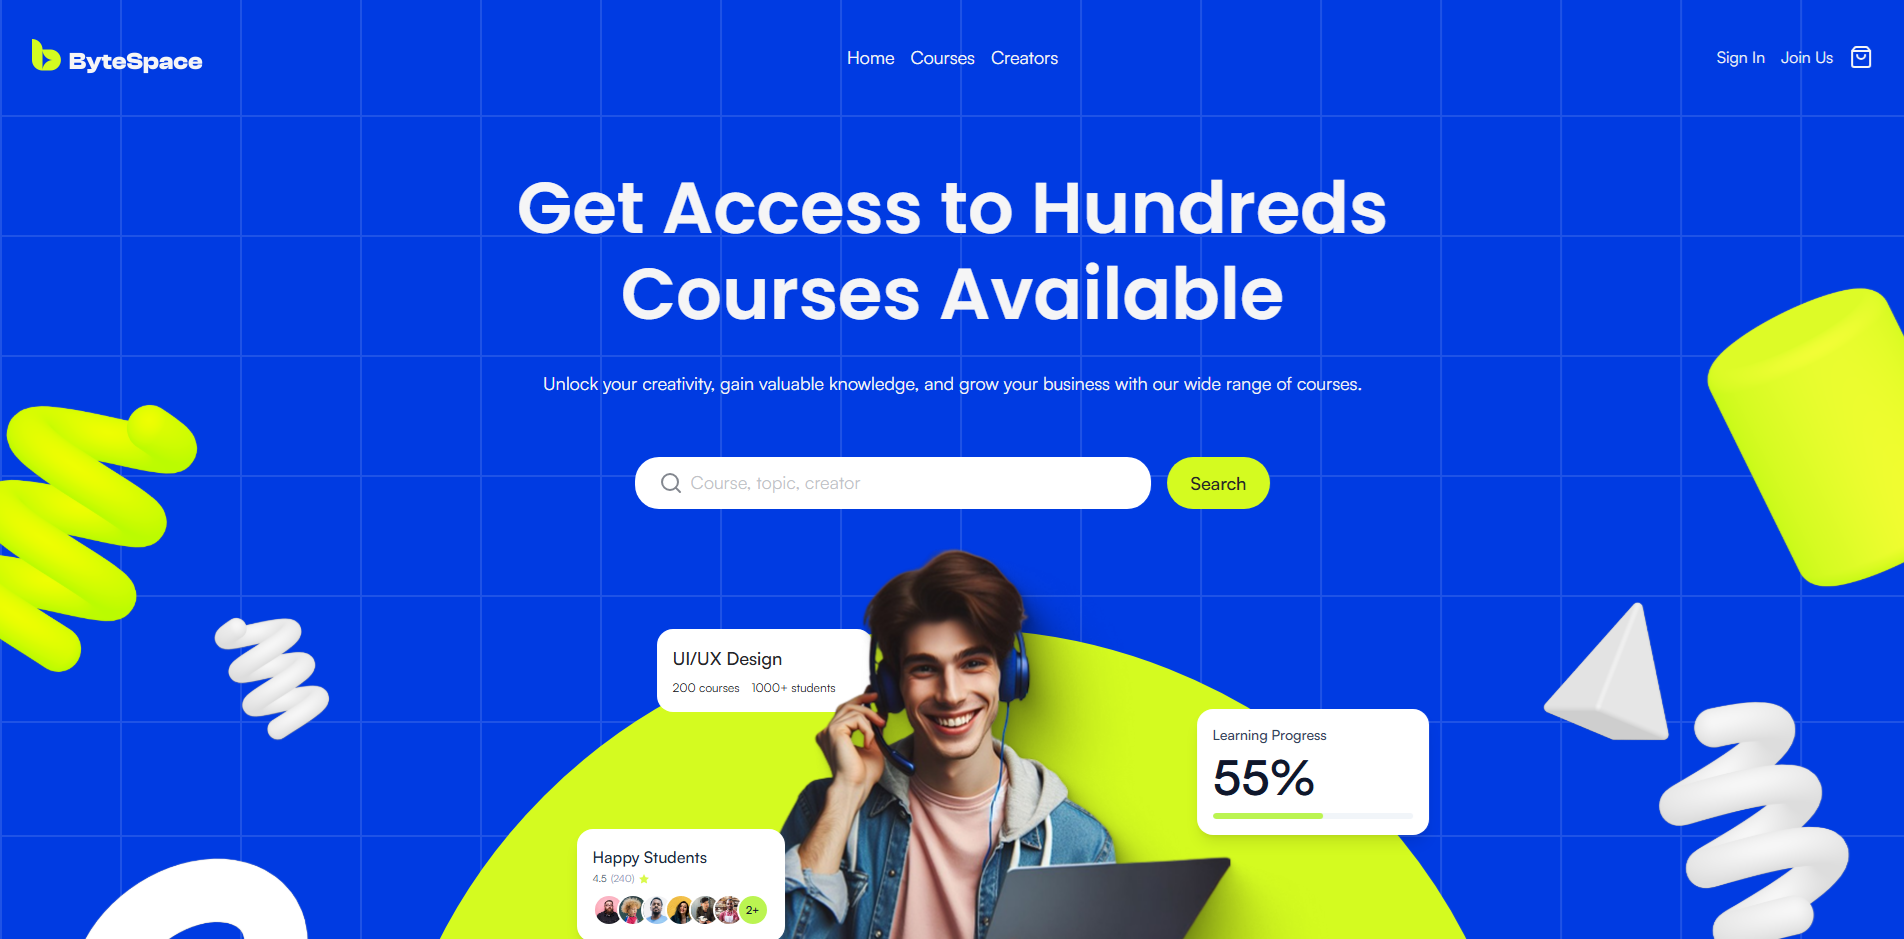 ByteSpace
Home Courses Creators
Sign In Join Us
Get Access to Hundreds
Courses Available
Unlock your creativity, gain valuable knowledge, and grow your business with our wide range of courses.
Course, topic, creator
Search
UI/UX Design
200 courses 1000+ students
Learning Progress
55%
Happy Students
4.5 (240)
2+